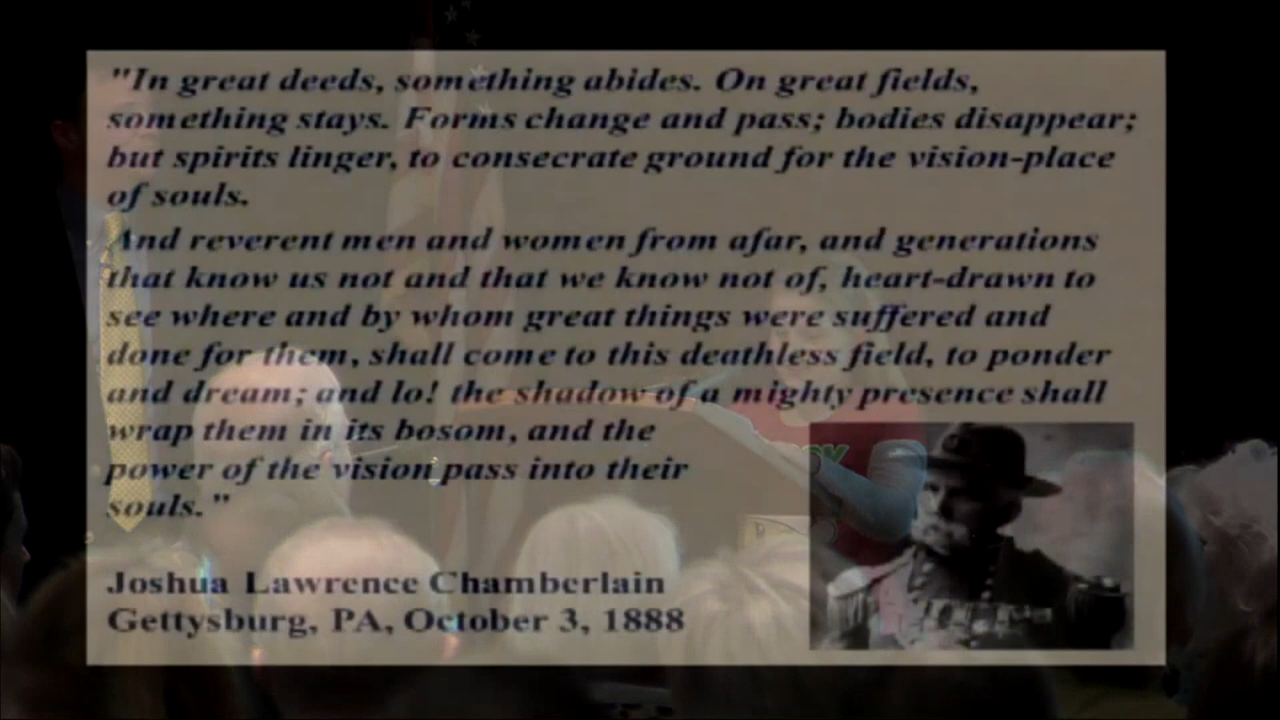 "In great deeds, something abides. On great fields,
something stays. Forms change and pass; bodies disappear;
but spirits linger, to consecrate ground for the vision-place
of souls.
And reverent men and women from afar, and generations
that know us not and that we know not of, heart-drawn to
see where and by whom great things were suffered and
done for them, shall come to this deathless field, to ponder
and dream; and lo! the shadow of a mighty presence shall
wrap them in its bosom, and the
power of the vision pass into their
souls."
Joshua Lawrence Chamberlain
Gettysburg, PA, October 3, 1888